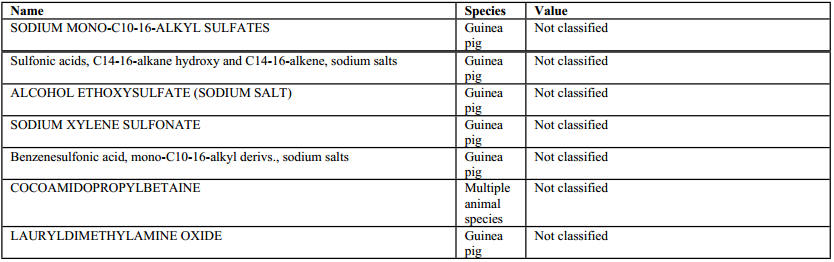 Name Species Value
SODIUM MONO-C10-16-ALKYL SULFATES Guinea pig Not classified
Sulfonic acids, C14-16-alkane hydroxy and C14-16-alkene, sodium salts Guinea pig Not classified
ALCOHOL ETHOXYSULFATE (SODIUM SALT) Guinea pig Not classified
SODIUM XYLENE SULFONATE Guinea pig Not classified
Benzenesulfonic acid, mono-C10-16-alkyl derivs., sodium salts Guinea pig Not classified
COCOAMIDOPROPYLBETAINE Multiple animal species Not classified
LAURYLDIMETHYLAMINE OXIDE Guinea pig Not classified